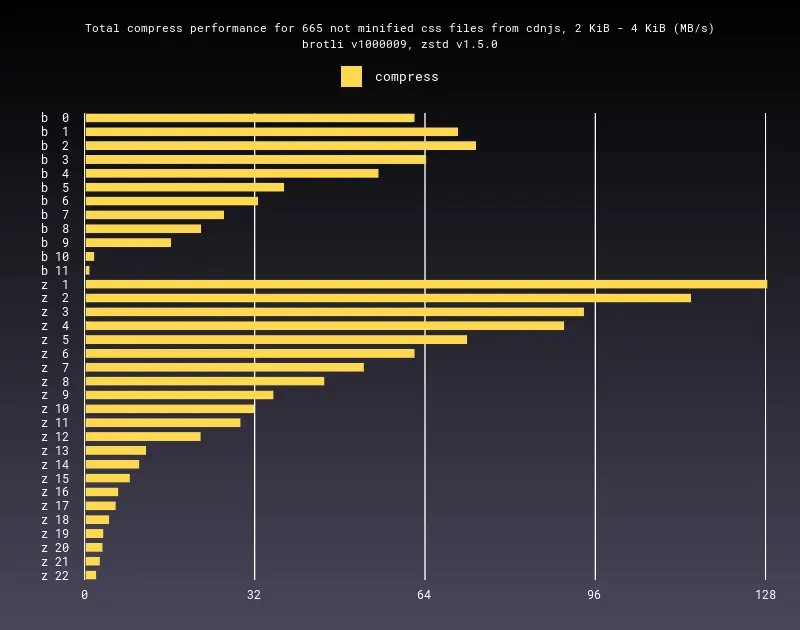 Total compress performance for 665 not minified css files from cdnjs, 2 KiB - 4 KiB (MB/s)
brotli v1000009, zstd v1.5.0
compress
b 0
b 1
b 2
b 3
b 4
b 5
b 6
b 7
b 8
b 9
b 10
b 11
z 1
z 2
z 3
z 4
z 5
z 6
z 7
z 8
z 9
z 10
z 11
z 12
z 13
z 14
z 15
z 16
z 17
z 18
z 19
z 20
z 21
z 22
0 32 64 96 128